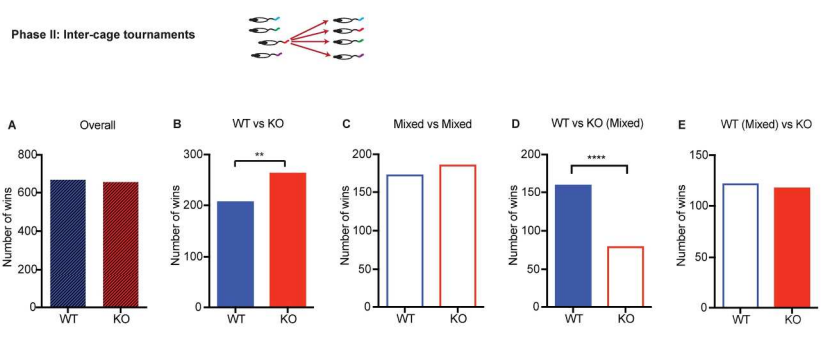 Phase II: Inter-cage tournaments
A Overall
Number of wins
800
600
400
200
0
WT KO
B WT vs KO
Number of wins
300
200
100
0
**
WT KO
C Mixed vs Mixed
Number of wins
200
150
100
50
0
WT KO
D WT vs KO (Mixed)
Number of wins
200
150
100
50
0
****
WT KO
E WT (Mixed) vs KO
Number of wins
150
100
50
0
WT KO